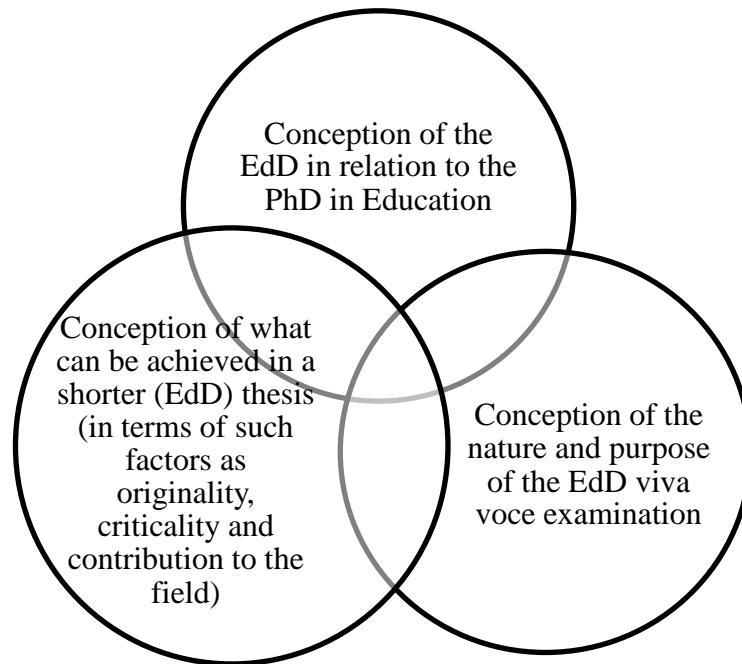 Conception of the
EdD in relation to the
PhD in Education
Conception of what
can be achieved in a
shorter (EdD) thesis
(in terms of such
factors as
originality,
criticality and
contribution to the
field)
Conception of the
nature and purpose
of the EdD viva
voce examination